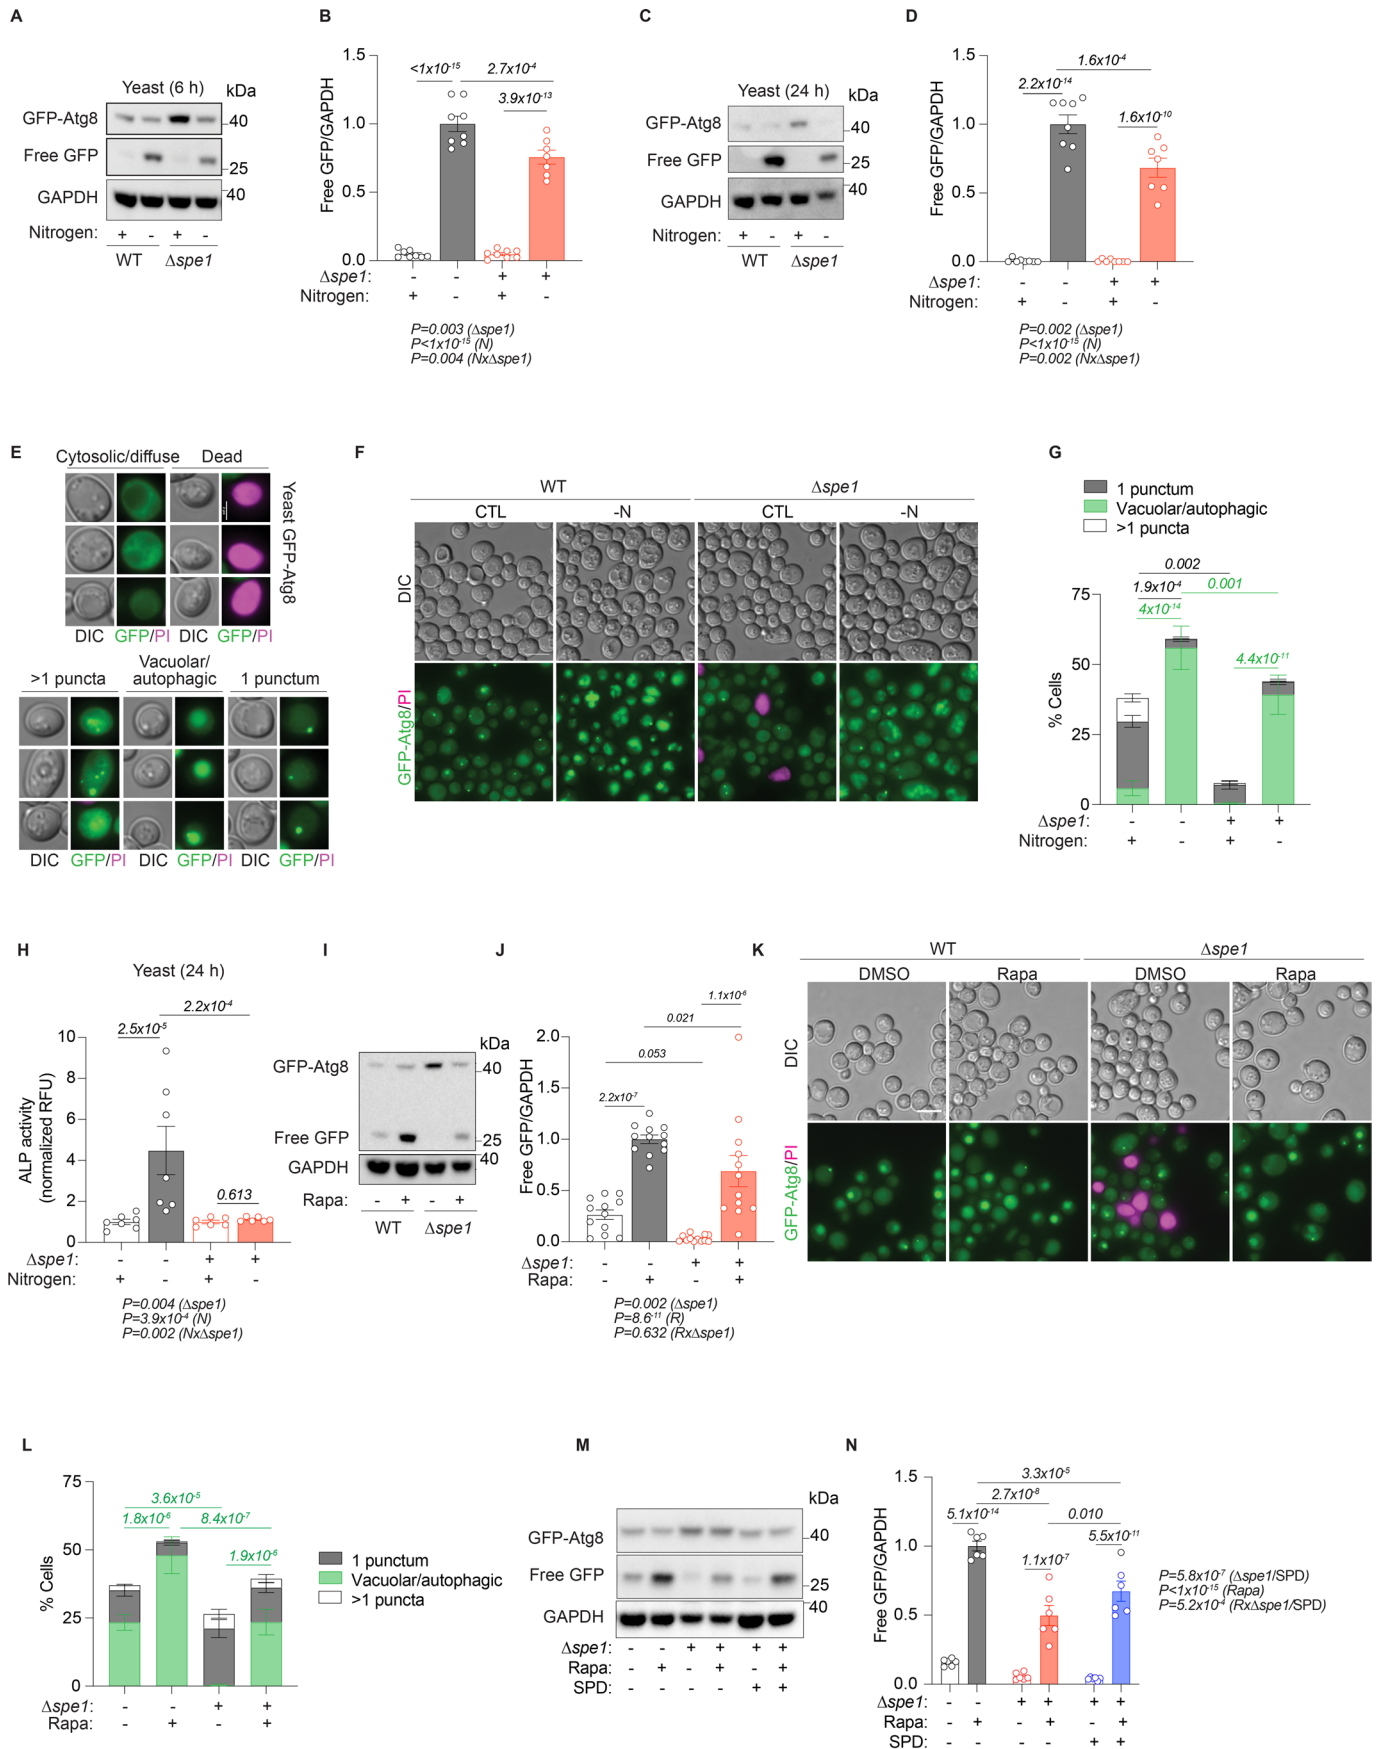 A
Yeast (6 h)
kDa
GFP-Atg8
40
Free GFP
25
GAPDH
40
Nitrogen: + - + -
WT Δspe1
B
Free GFP/GAPDH
1.5
1.0
0.5
0.0
<1x10⁻¹⁵
2.7x10⁻⁴
3.9x10⁻¹³
Δspe1: - - + +
Nitrogen: + - + -
P=0.003 (Δspe1)
P<1x10⁻¹⁵ (N)
P=0.004 (NxΔspe1)
C
Yeast (24 h)
kDa
GFP-Atg8
40
Free GFP
25
GAPDH
40
Nitrogen: + - + -
WT Δspe1
D
Free GFP/GAPDH
1.5
1.0
0.5
0.0
1.6x10⁻⁴
2.2x10⁻¹⁴
1.6x10⁻¹⁰
Δspe1: - - + +
Nitrogen: + - + -
P=0.002 (Δspe1)
P<1x10⁻¹⁵ (N)
P=0.002 (NxΔspe1)
E
Cytosolic/diffuse Dead
Yeast GFP-Atg8
DIC GFP/PI DIC GFP/PI
>1 puncta
Vacuolar/
autophagic
1 punctum
DIC GFP/PI DIC GFP/PI DIC GFP/PI
F
WT Δspe1
CTL -N CTL -N
DIC
GFP-Atg8/PI
G
1 punctum
Vacuolar/autophagic
>1 puncta
% Cells
75
50
25
0
0.002
1.9x10⁻⁴
0.001
4x10⁻¹⁴
4.4x10⁻¹¹
Δspe1: - - + +
Nitrogen: + - + -
H
Yeast (24 h)
ALP activity
(normalized RFU)
10
8
6
4
2
0
2.2x10⁻⁴
2.5x10⁻⁵
0.613
Δspe1: - - + +
Nitrogen: + - + -
P=0.004 (Δspe1)
P=3.9x10⁻⁴ (N)
P=0.002 (NxΔspe1)
I
kDa
GFP-Atg8
40
Free GFP
25
GAPDH
40
Rapa: - + - +
WT Δspe1
J
Free GFP/GAPDH
2.0
1.5
1.0
0.5
0.0
1.1x10⁻⁶
0.021
0.053
2.2x10⁻⁷
Δspe1: - - + +
Rapa: - + - +
P=0.002 (Δspe1)
P=8.6⁻¹¹ (R)
P=0.632 (RxΔspe1)
K
WT Δspe1
DMSO Rapa DMSO Rapa
DIC
GFP-Atg8/PI
L
% Cells
75
50
25
0
3.6x10⁻⁵
1.8x10⁻⁶
8.4x10⁻⁷
1.9x10⁻⁶
1 punctum
Vacuolar/autophagic
>1 puncta
Δspe1: - - + +
Rapa: - + - +
M
kDa
GFP-Atg8
40
Free GFP
25
GAPDH
40
Δspe1: - - + + + +
Rapa: - + - + - +
SPD: - - - - + +
N
Free GFP/GAPDH
1.5
1.0
0.5
0.0
3.3x10⁻⁵
2.7x10⁻⁸
5.1x10⁻¹⁴
0.010
5.5x10⁻¹¹
1.1x10⁻⁷
Δspe1: - - + + + +
Rapa: - + - + - +
SPD: - - - - + +
P=5.8x10⁻⁷ (Δspe1/SPD)
P<1x10⁻¹⁵ (Rapa)
P=5.2x10⁻⁴ (RxΔspe1/SPD)